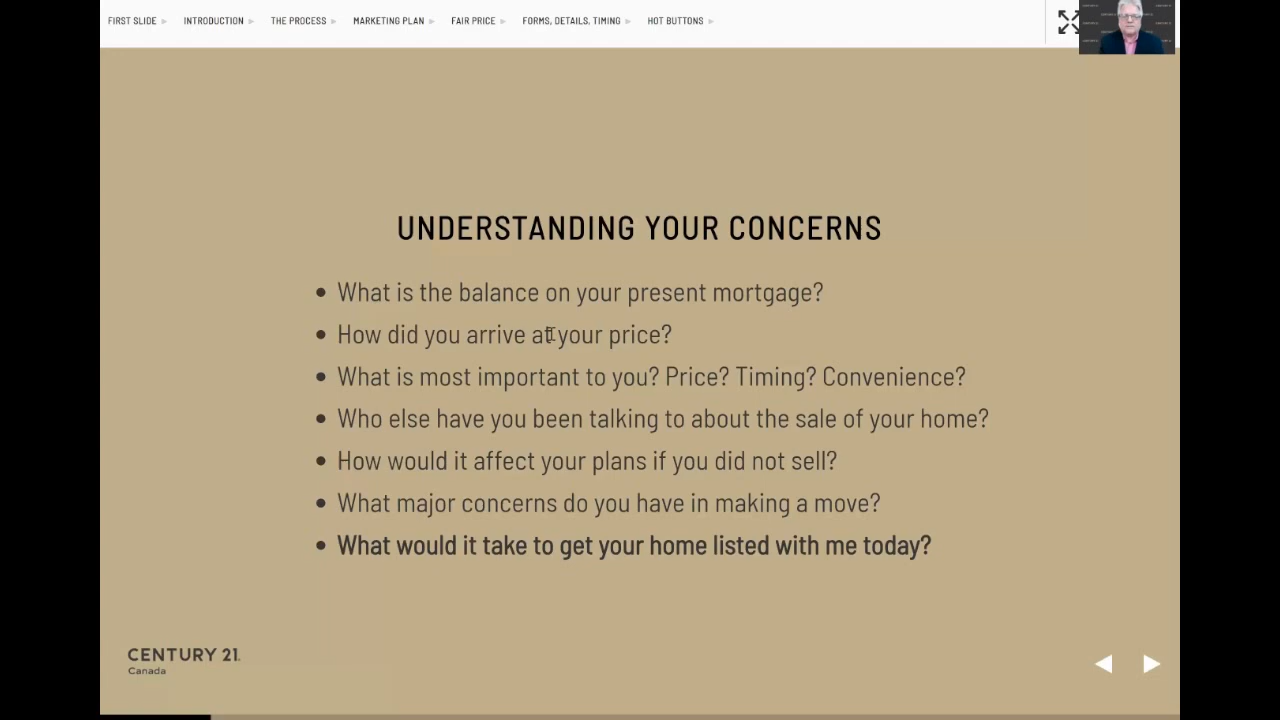 FIRST SLIDE
INTRODUCTION
THE PROCESS
MARKETING PLAN
FAIR PRICE
FORMS, DETAILS, TIMING
HOT BUTTONS
UNDERSTANDING YOUR CONCERNS
• What is the balance on your present mortgage?
• How did you arrive at your price?
• What is most important to you? Price? Timing? Convenience?
• Who else have you been talking to about the sale of your home?
• How would it affect your plans if you did not sell?
• What major concerns do you have in making a move?
• What would it take to get your home listed with me today?
CENTURY 21.
Canada